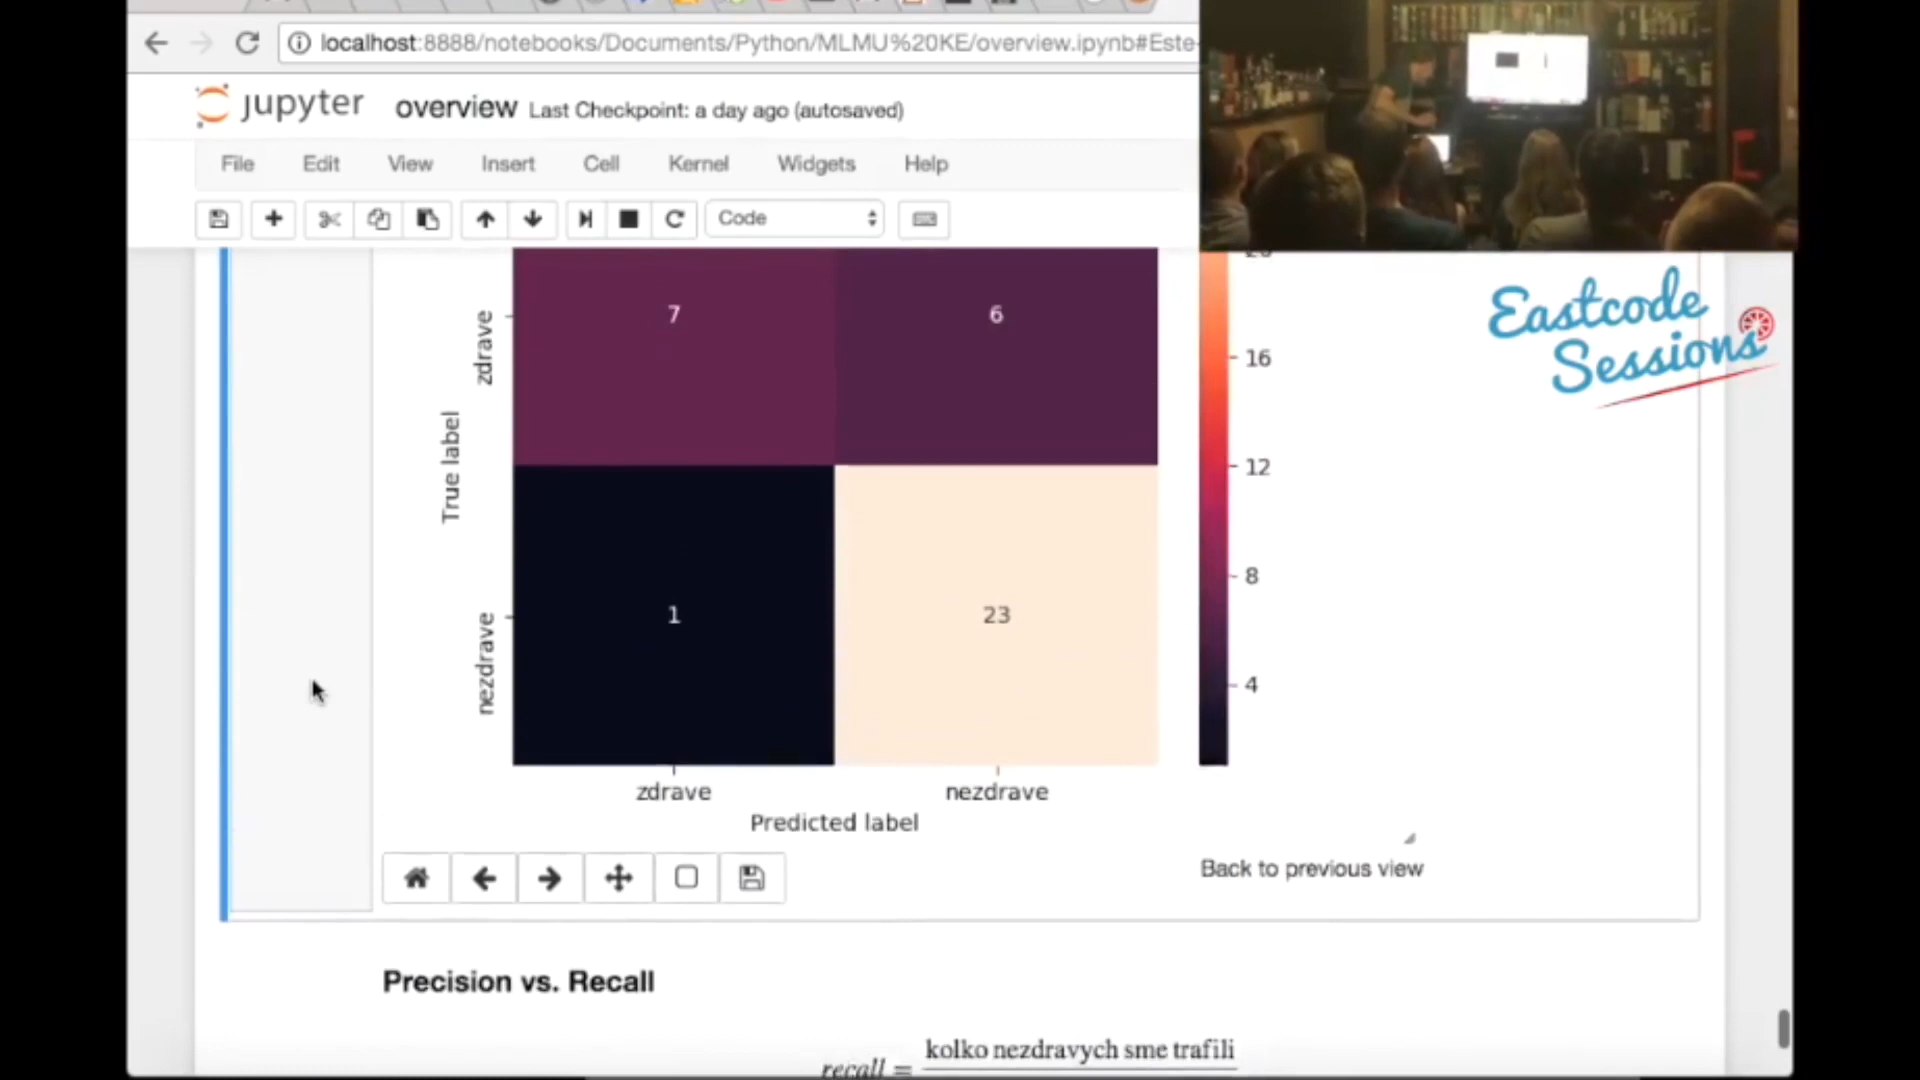 localhost:8888/notebooks/Documents/Python/MLMU%20KE/overview.ipynb#Este-
jupyter overview Last Checkpoint: a day ago (autosaved)
File Edit View Insert Cell Kernel Widgets Help
Code
Eastcode
Sessions
True label
zdrave
nezdrave
7 6
1 23
zdrave nezdrave
Predicted label
16
12
8
4
Back to previous view
Precision vs. Recall
kolko nezdravych sme trafili
recall =